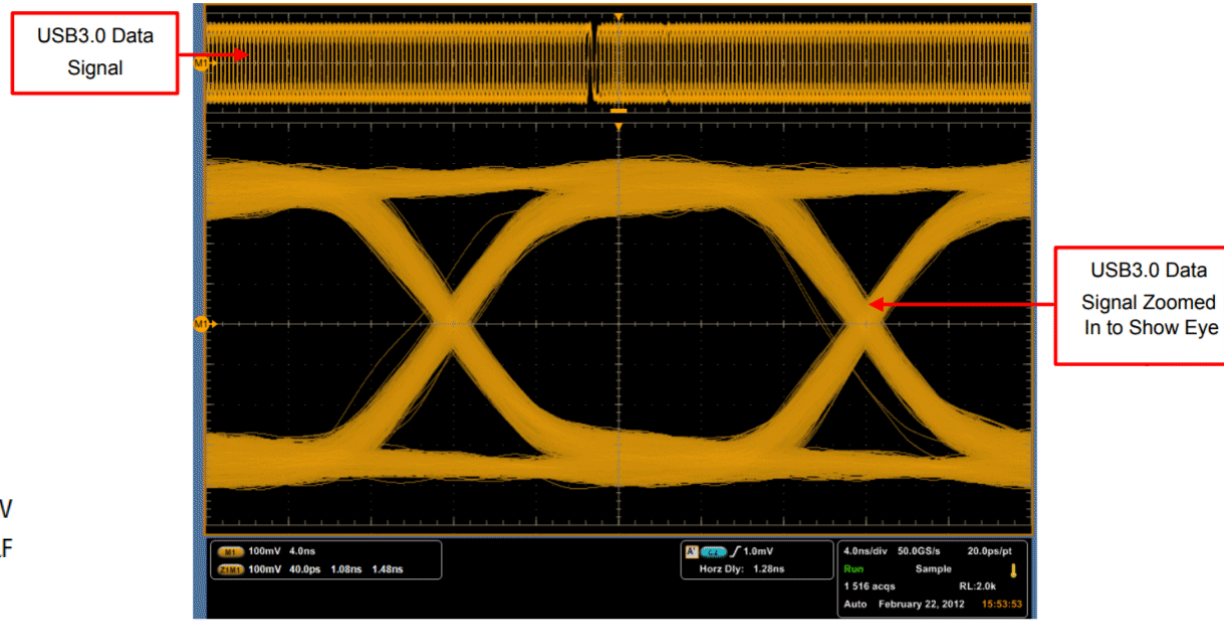 USB3.0 Data
Signal
M1
M1
USB3.0 Data
Signal Zoomed
In to Show Eye
V
F
M1 100mV 4.0ns
Z1M1 100mV 40.0ps 1.08ns 1.48ns
A' C2 1.0mV
Horz Dly: 1.28ns
4.0ns/div 50.0GS/s 20.0ps/pt
Run Sample
1 516 acqs RL:2.0k
Auto February 22, 2012 15:53:53